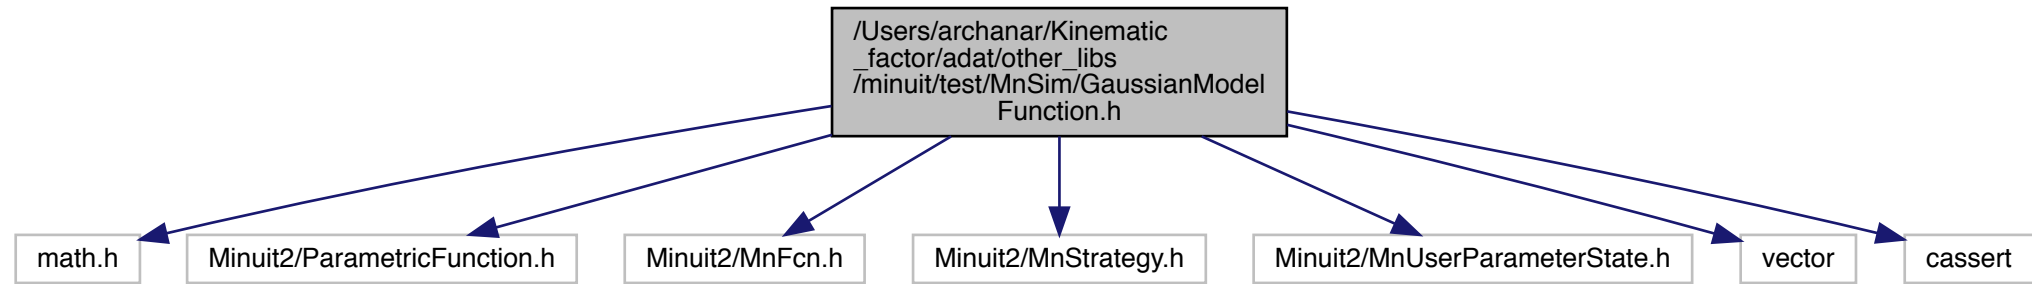 /Users/archanar/Kinematic
_factor/adat/other_libs
/minuit/test/MnSim/GaussianModel
Function.h
math.h
Minuit2/ParametricFunction.h
Minuit2/MnFcn.h
Minuit2/MnStrategy.h
Minuit2/MnUserParameterState.h
vector
cassert